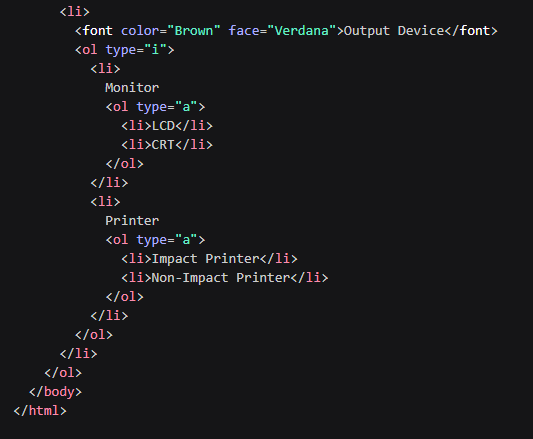 <li>
<font color="Brown" face="Verdana">Output Device</font>
<ol type="i">
<li>
Monitor
<ol type="a">
<li>LCD</li>
<li>CRT</li>
</ol>
</li>
<li>
Printer
<ol type="a">
<li>Impact Printer</li>
<li>Non-Impact Printer</li>
</ol>
</li>
</ol>
</li>
</ol>
</body>
</html>